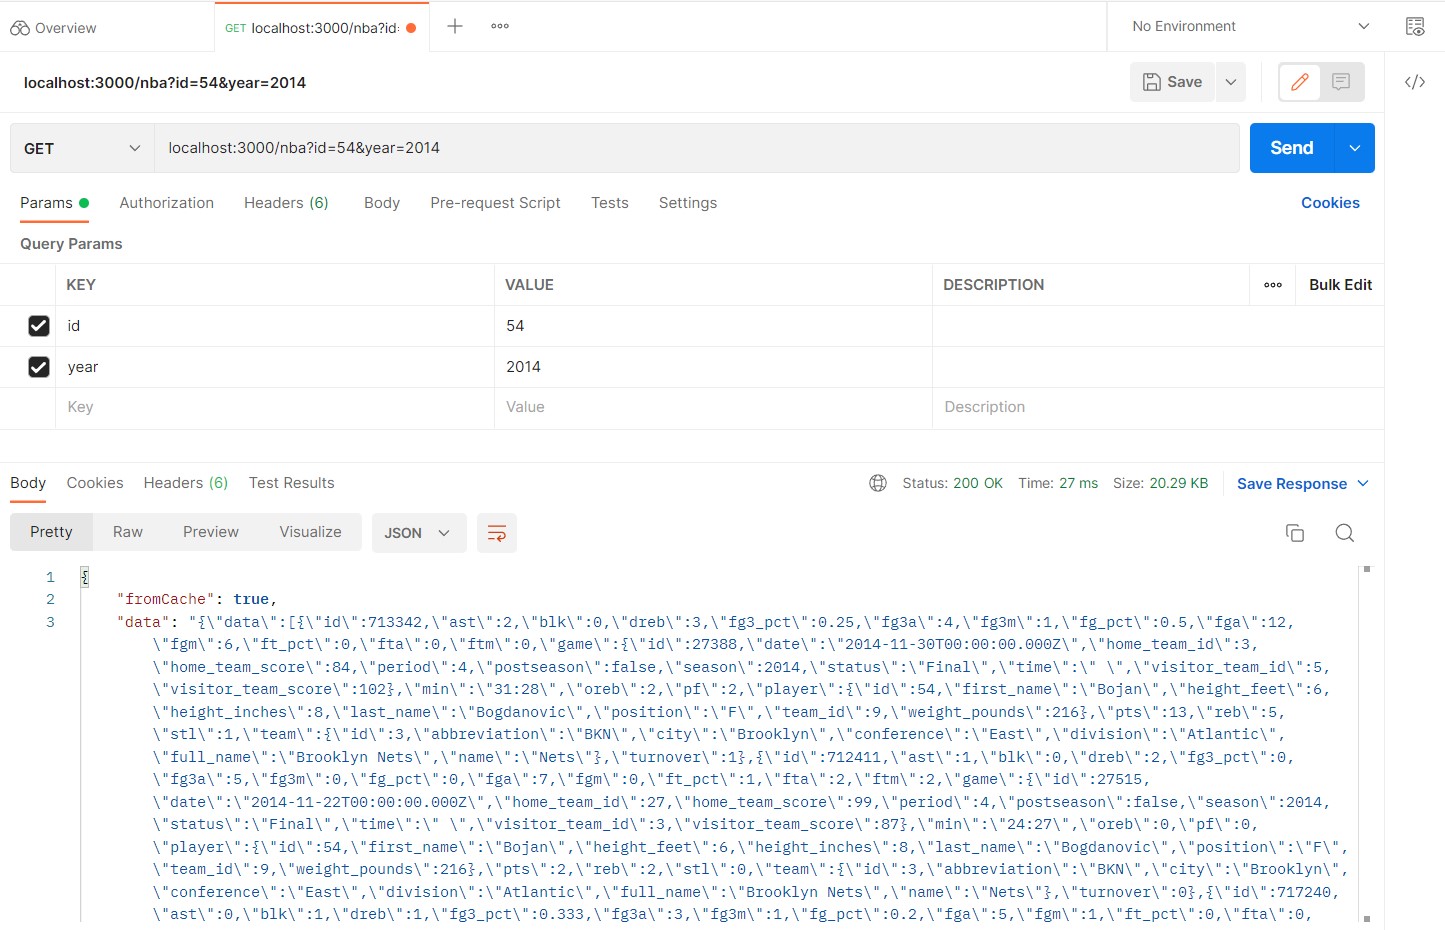 Overview
GET localhost:3000/nba?id:
No Environment
localhost:3000/nba?id=54&year=2014
Save
GET
localhost:3000/nba?id=54&year=2014
Send
Params Authorization Headers (6) Body Pre-request Script Tests Settings Cookies
Query Params
KEY VALUE DESCRIPTION Bulk Edit
id 54
year 2014
Key Value Description
Body Cookies Headers (6) Test Results Status: 200 OK Time: 27 ms Size: 20.29 KB Save Response
Pretty Raw Preview Visualize JSON
1 {
2 "fromCache": true,
3 "data": "{\"data\":[{\"id\":713342,\"ast\":2,\"blk\":0,\"dreb\":3,\"fg3_pct\":0.25,\"fg3a\":4,\"fg3m\":1,\"fg_pct\":0.5,\"fga\":12,
\"fgm\":6,\"ft_pct\":0,\"fta\":0,\"ftm\":0,\"game\":{\"id\":27388,\"date\":\"2014-11-30T00:00:00.000Z\",\"home_team_id\":3,
\"home_team_score\":84,\"period\":4,\"postseason\":false,\"season\":2014,\"status\":\"Final\",\"time\":\" \",\"visitor_team_id\":5,
\"visitor_team_score\":102},\"min\":\"31:28\",\"oreb\":2,\"pf\":2,\"player\":{\"id\":54,\"first_name\":\"Bojan\",\"height_feet\":6,
\"height_inches\":8,\"last_name\":\"Bogdanovic\",\"position\":\"F\",\"team_id\":9,\"weight_pounds\":216},\"pts\":13,\"reb\":5,
\"stl\":1,\"team\":{\"id\":3,\"abbreviation\":\"BKN\",\"city\":\"Brooklyn\",\"conference\":\"East\",\"division\":\"Atlantic\",
\"full_name\":\"Brooklyn Nets\",\"name\":\"Nets\"},\"turnover\":1},{\"id\":712411,\"ast\":1,\"blk\":0,\"dreb\":2,\"fg3_pct\":0,
\"fg3a\":5,\"fg3m\":0,\"fg_pct\":0,\"fga\":7,\"fgm\":0,\"ft_pct\":1,\"fta\":2,\"ftm\":2,\"game\":{\"id\":27515,
\"date\":\"2014-11-22T00:00:00.000Z\",\"home_team_id\":27,\"home_team_score\":99,\"period\":4,\"postseason\":false,\"season\":2014,
\"status\":\"Final\",\"time\":\" \",\"visitor_team_id\":3,\"visitor_team_score\":87},\"min\":\"24:27\",\"oreb\":0,\"pf\":0,
\"player\":{\"id\":54,\"first_name\":\"Bojan\",\"height_feet\":6,\"height_inches\":8,\"last_name\":\"Bogdanovic\",\"position\":\"F\",
\"team_id\":9,\"weight_pounds\":216},\"pts\":2,\"reb\":2,\"stl\":0,\"team\":{\"id\":3,\"abbreviation\":\"BKN\",\"city\":\"Brooklyn\",
\"conference\":\"East\",\"division\":\"Atlantic\",\"full_name\":\"Brooklyn Nets\",\"name\":\"Nets\"},\"turnover\":0},{\"id\":717240,
\"ast\":0,\"blk\":1,\"dreb\":1,\"fg3_pct\":0.333,\"fg3a\":3,\"fg3m\":1,\"fg_pct\":0.2,\"fga\":5,\"fgm\":1,\"ft_pct\":0,\"fta\":0,